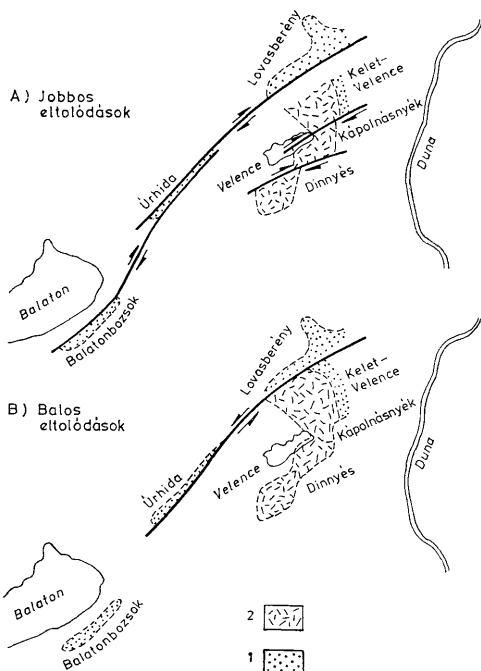 A) Jobbos
eltolódások
Lovasberény
Kelet-
Velence
Kápolnásnyék
Velence
Dinnyés
Úrhida
Duna
Balaton
Balatonbozsok
B) Balos
eltolódások
Lovasberény
Kelet-
Velence
Kápolnásnyék
Velence
Dinnyés
Úrhida
Duna
Balaton
Balatonbozsok
2
1